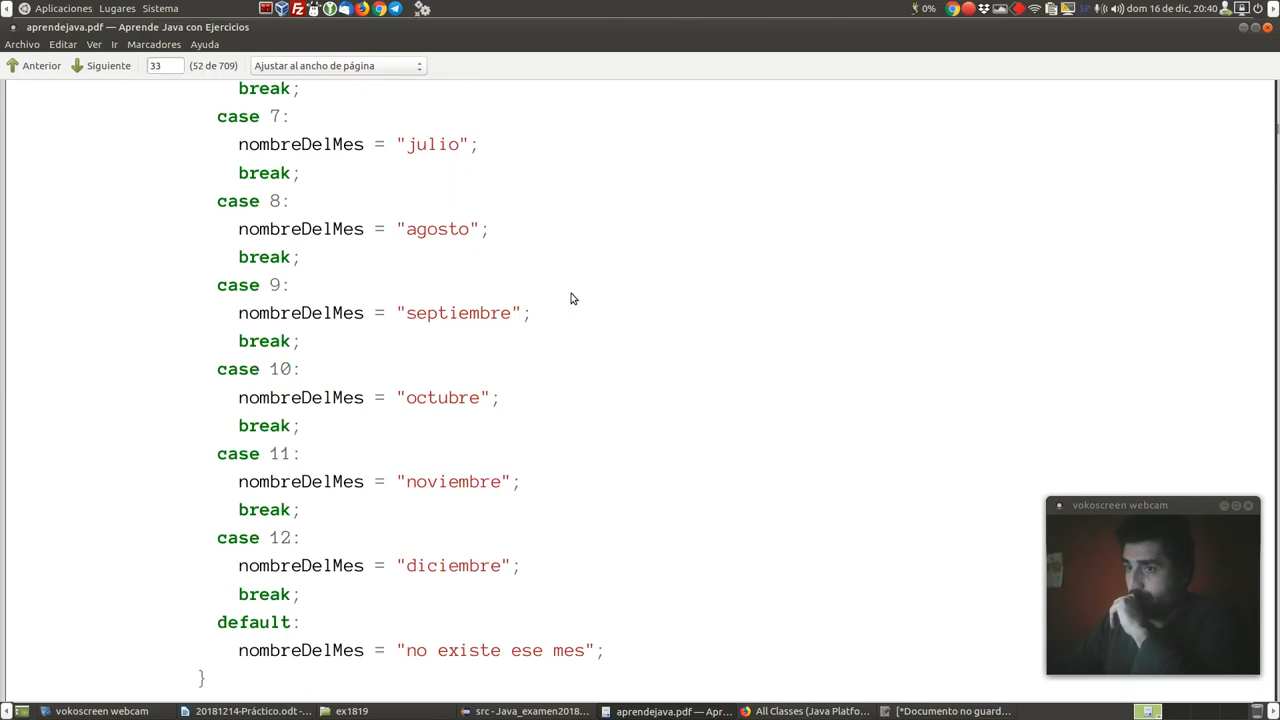 Aplicaciones Lugares Sistema
0% SP dom 16 de dic, 20:40
aprendejava.pdf — Aprende Java con Ejercicios
Archivo Editar Ver Ir Marcadores Ayuda
Anterior Siguiente 33 (52 de 709) Ajustar al ancho de página
break;
case 7:
nombreDelMes = "julio";
break;
case 8:
nombreDelMes = "agosto";
break;
case 9:
nombreDelMes = "septiembre";
break;
case 10:
nombreDelMes = "octubre";
break;
case 11:
nombreDelMes = "noviembre";
break;
case 12:
nombreDelMes = "diciembre";
break;
default:
nombreDelMes = "no existe ese mes";
}
vokoscreen webcam
vokoscreen webcam 20181214-Práctico.odt -... ex1819 src - Java_examen2018... aprendejava.pdf — Apr... All Classes (Java Platfo... [*Documento no guard...